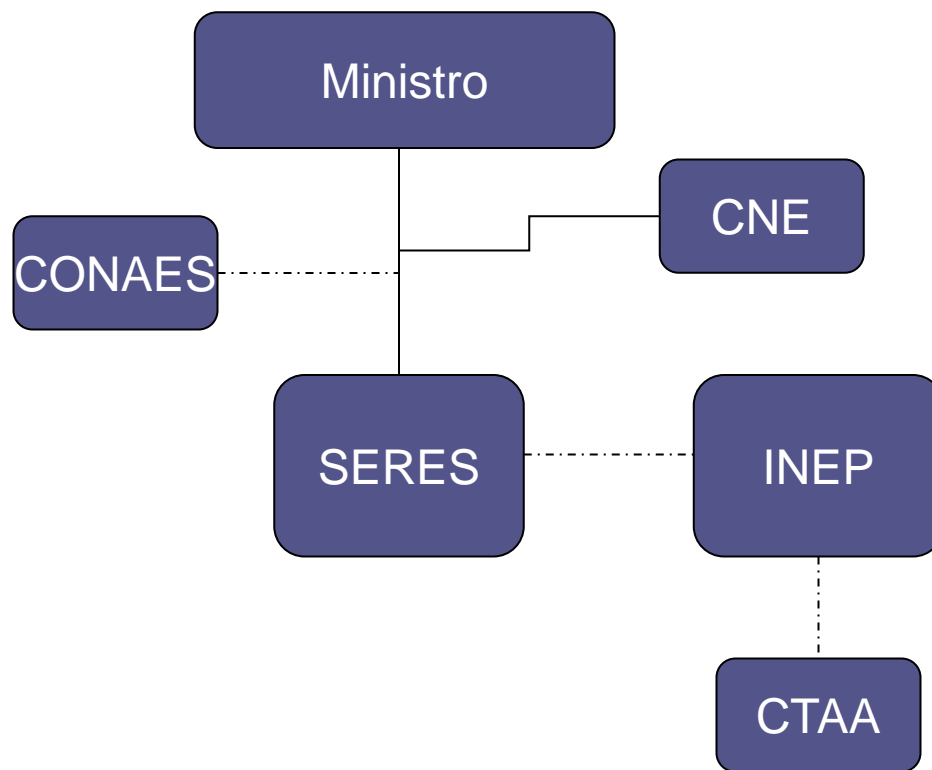 Ministro
CNE
CONAES
SERES
INEP
CTAA